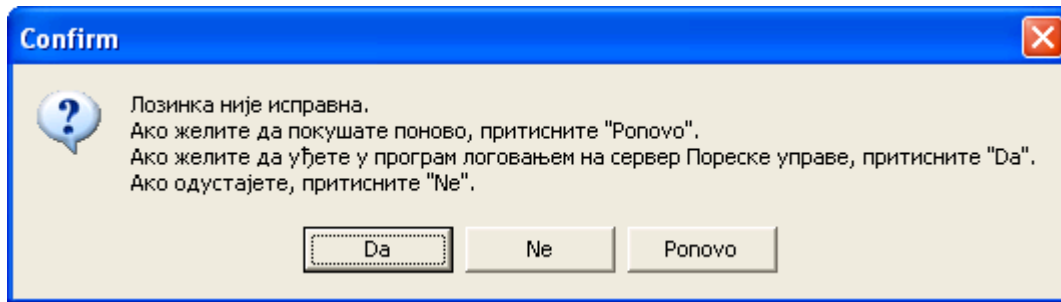 Confirm
Лозинка није исправна.
Ако желите да покушате поново, притисните "Ponovo".
Ако желите да уђете у програм логовањем на сервер Пореске управе, притисните "Da".
Ако одустајете, притисните "Ne".
Da
Ne
Ponovo